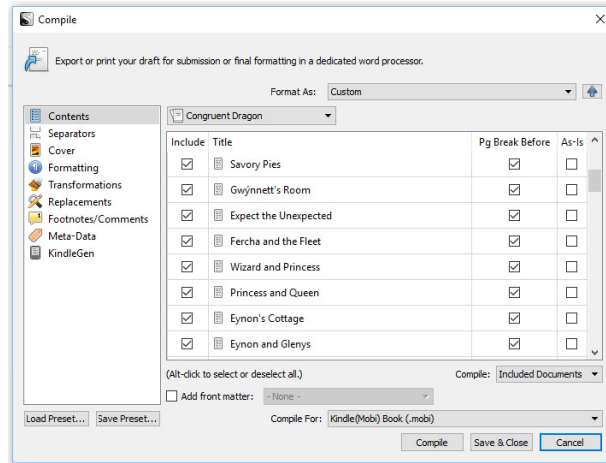 Compile
Export or print your draft for submission or final formatting in a dedicated word processor.
Format As: Custom
Contents
Separators
Cover
Formatting
Transformations
Replacements
Footnotes/Comments
Meta-Data
KindleGen
Congruent Dragon
Include Title Pg Break Before As-Is
Savory Pies
Gwýnnett's Room
Expect the Unexpected
Fercha and the Fleet
Wizard and Princess
Princess and Queen
Eynon's Cottage
Eynon and Glenys
(Alt-click to select or deselect all.) Compile: Included Documents
Add front matter: - None -
Load Preset... Save Preset... Compile For: Kindle(Mobi) Book (.mobi)
Compile Save & Close Cancel